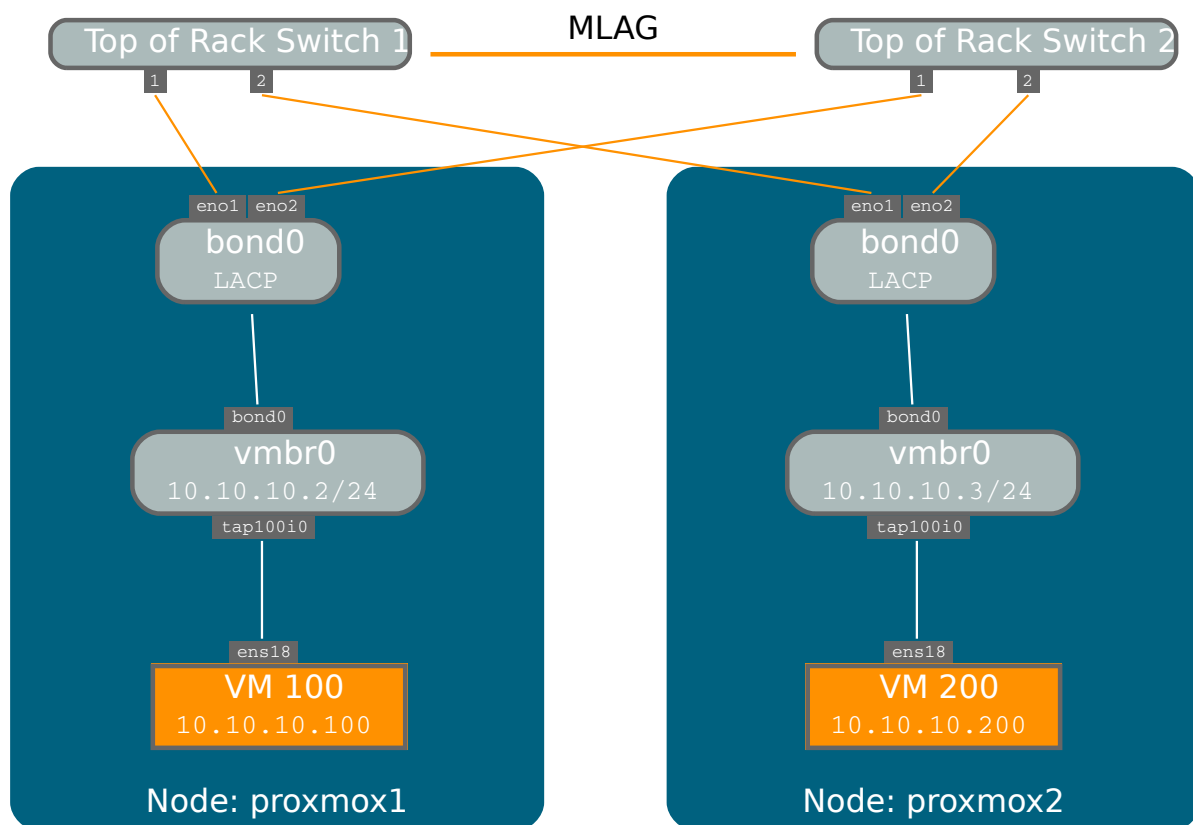 MLAG
Top of Rack Switch 1
Top of Rack Switch 2
1
2
1
2
eno1
eno2
bond0
LACP
bond0
vmbr0
10.10.10.2/24
tap100i0
ens18
VM 100
10.10.10.100
Node: proxmox1
eno1
eno2
bond0
LACP
bond0
vmbr0
10.10.10.3/24
tap100i0
ens18
VM 200
10.10.10.200
Node: proxmox2